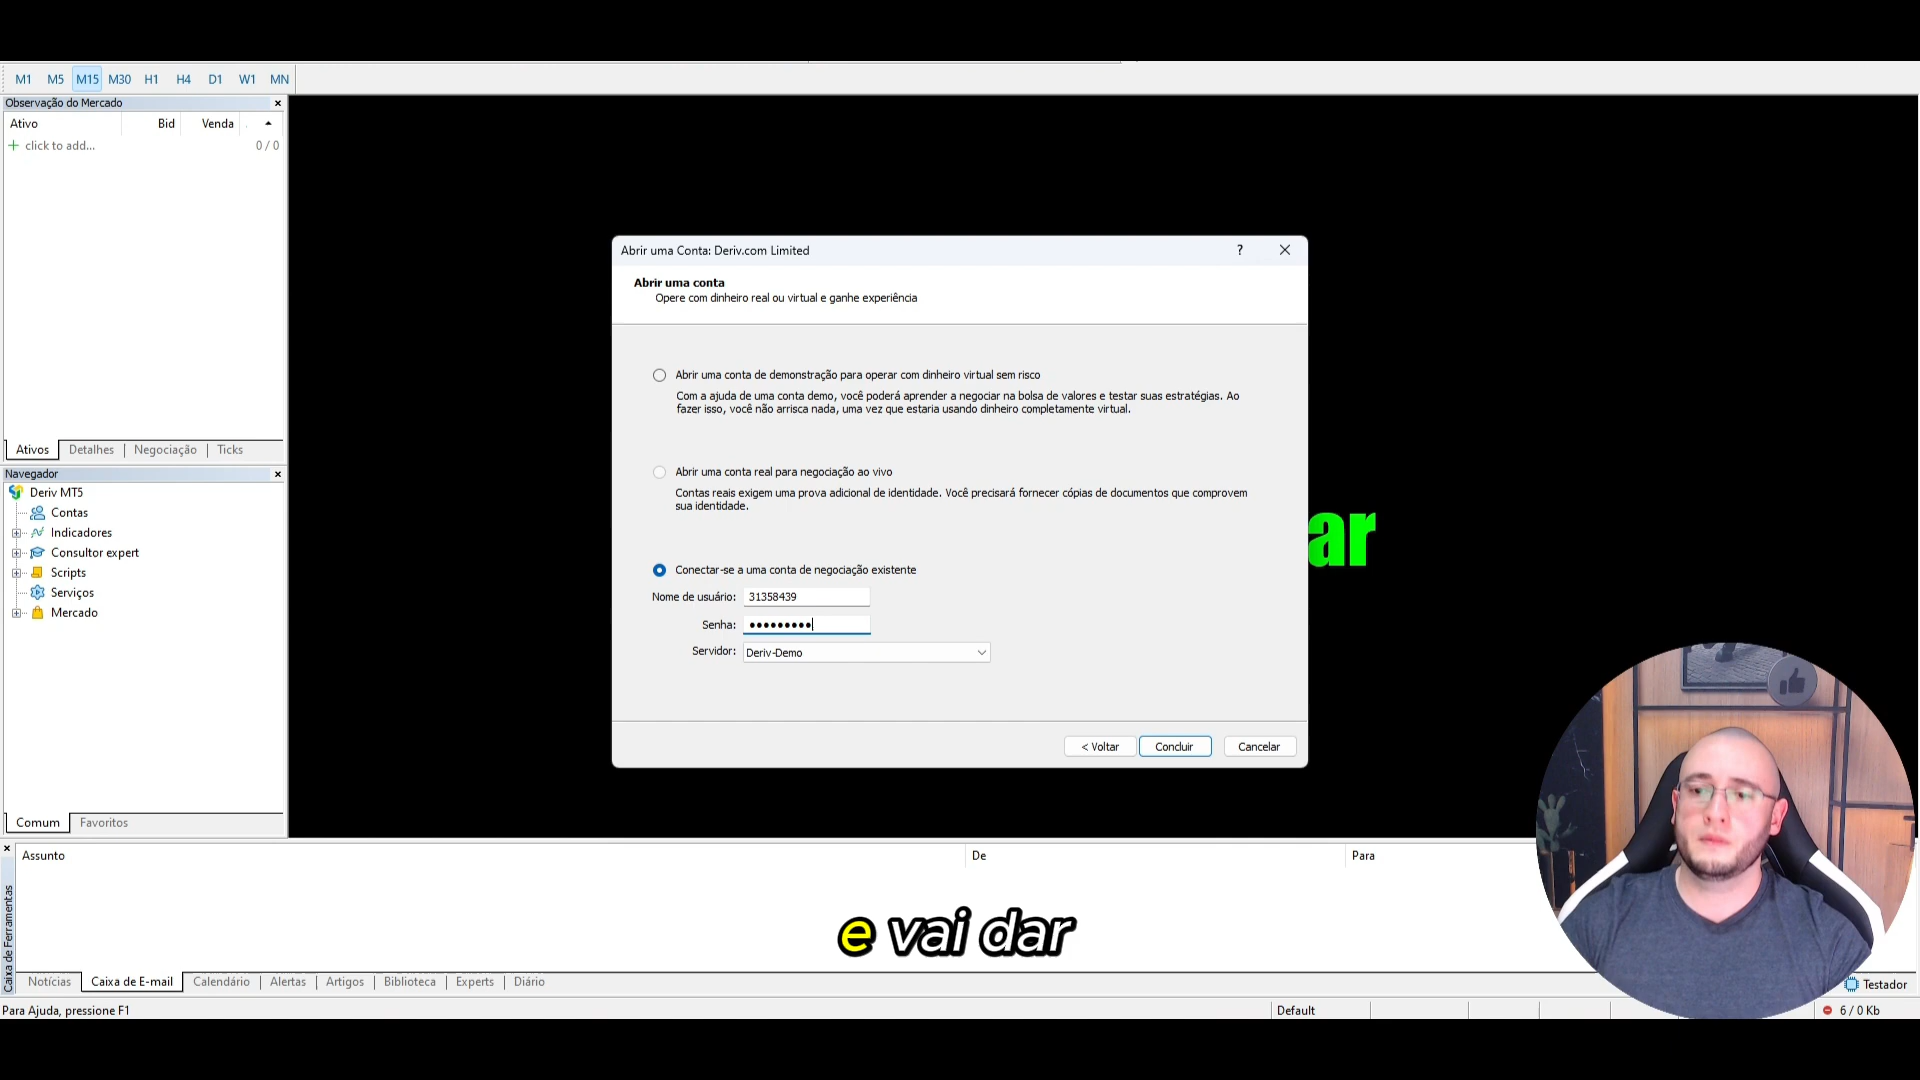 M1 M5 M15 M30 H1 H4 D1 W1 MN
Observação do Mercado
Ativo Bid Venda
click to add... 0 / 0
Ativos Detalhes Negociação Ticks
Navegador
Deriv MT5
Contas
Indicadores
Consultor expert
Scripts
Serviços
Mercado
Comum Favoritos
Abrir uma Conta: Deriv.com Limited ?
Abrir uma conta
Opere com dinheiro real ou virtual e ganhe experiência
Abrir uma conta de demonstração para operar com dinheiro virtual sem risco
Com a ajuda de uma conta demo, você poderá aprender a negociar na bolsa de valores e testar suas estratégias. Ao
fazer isso, você não arrisca nada, uma vez que estaria usando dinheiro completamente virtual.
Abrir uma conta real para negociação ao vivo
Contas reais exigem uma prova adicional de identidade. Você precisará fornecer cópias de documentos que comprovem
sua identidade.
ar
Conectar-se a uma conta de negociação existente
Nome de usuário: 31358439
Senha: •••••••••
Servidor: Deriv-Demo
< Voltar Concluir Cancelar
Assunto De Para
e vai dar
Caixa de Ferramentas
Notícias Caixa de E-mail Calendário Alertas Artigos Biblioteca Experts Diário
Testador
Para Ajuda, pressione F1 Default 6 / 0 Kb